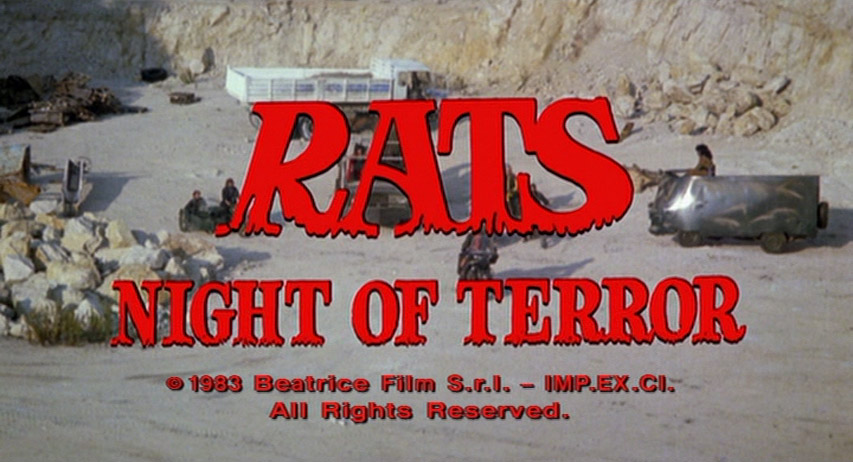 RATS
NIGHT OF TERROR
© 1983 Beatrice Film S.r.l. – IMP.EX.CI.
All Rights Reserved.